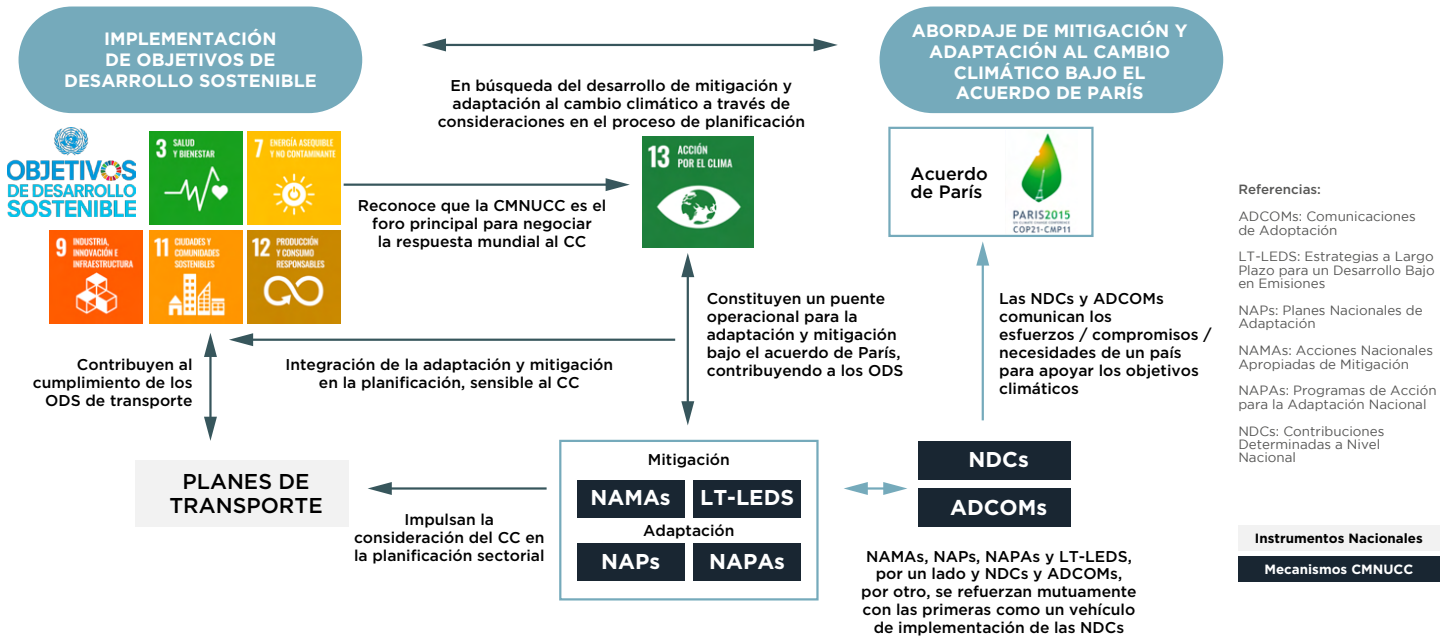 IMPLEMENTACIÓN
DE OBJETIVOS DE
DESARROLLO SOSTENIBLE
ABORDAJE DE MITIGACIÓN Y
ADAPTACIÓN AL CAMBIO
CLIMÁTICO BAJO EL
ACUERDO DE PARÍS
En búsqueda del desarrollo de mitigación y
adaptación al cambio climático a través de
consideraciones en el proceso de planificación
OBJETIVOS
DE DESARROLLO
SOSTENIBLE
3 SALUD
Y BIENESTAR
7 ENERGÍA ASEQUIBLE
Y NO CONTAMINANTE
9 INDUSTRIA,
INNOVACIÓN E
INFRAESTRUCTURA
11 CIUDADES Y
COMUNIDADES
SOSTENIBLES
12 PRODUCCIÓN
Y CONSUMO
RESPONSABLES
Reconoce que la CMNUCC es el
foro principal para negociar
la respuesta mundial al CC
13 ACCIÓN
POR EL CLIMA
Acuerdo
de París
PARIS2015
UN CLIMATE CHANGE CONFERENCE
COP21·CMP11
Contribuyen al
cumplimiento de los
ODS de transporte
Integración de la adaptación y mitigación
en la planificación, sensible al CC
Constituyen un puente
operacional para la
adaptación y mitigación
bajo el acuerdo de París,
contribuyendo a los ODS
Las NDCs y ADCOMs
comunican los
esfuerzos / compromisos /
necesidades de un país
para apoyar los objetivos
climáticos
PLANES DE
TRANSPORTE
Impulsan la
consideración del CC en
la planificación sectorial
Mitigación
NAMAs
LT-LEDS
Adaptación
NAPs
NAPAs
NDCs
ADCOMs
NAMAs, NAPs, NAPAs y LT-LEDS,
por un lado y NDCs y ADCOMs,
por otro, se refuerzan mutuamente
con las primeras como un vehículo
de implementación de las NDCs
Referencias:
ADCOMs: Comunicaciones
de Adoptación
LT-LEDS: Estrategias a Largo
Plazo para un Desarrollo Bajo
en Emisiones
NAPs: Planes Nacionales de
Adaptación
NAMAs: Acciones Nacionales
Apropiadas de Mitigación
NAPAs: Programas de Acción
para la Adaptación Nacional
NDCs: Contribuciones
Determinadas a Nivel
Nacional
Instrumentos Nacionales
Mecanismos CMNUCC